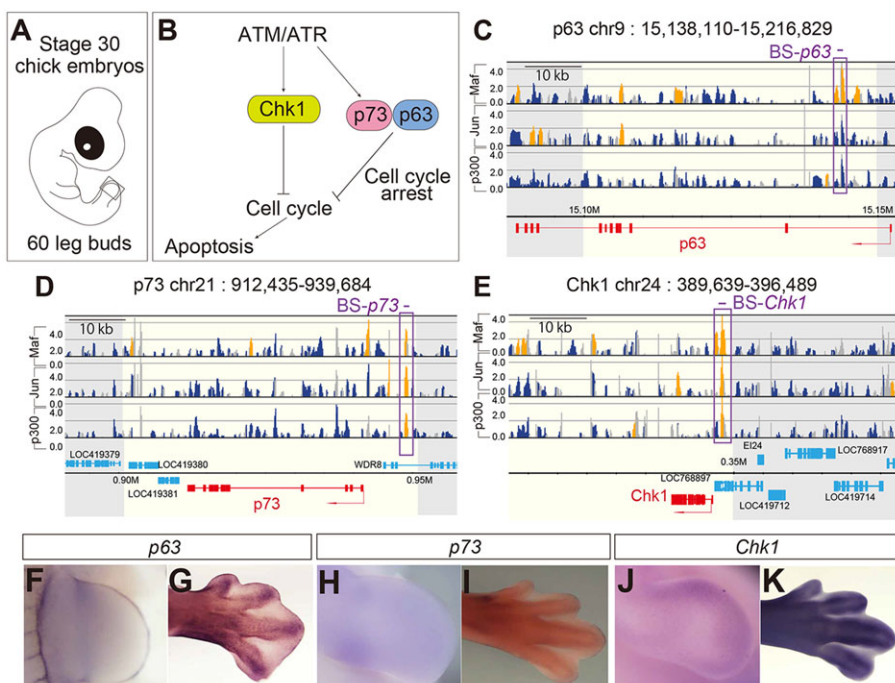 A
Stage 30
chick embryos
60 leg buds
B
ATM/ATR
Chk1
p73
p63
Cell cycle
arrest
Cell cycle
Apoptosis
C
p63 chr9 : 15,138,110-15,216,829
BS-p63
10 kb
Maf
4.0
2.0
0.0
Jun
4.0
2.0
0.0
p300
4.0
2.0
0.0
15.10M
15.15M
p63
D
p73 chr21 : 912,435-939,684
BS-p73
10 kb
Maf
4.0
2.0
0.0
Jun
4.0
2.0
0.0
p300
4.0
2.0
0.0
LOC419379
LOC419380
LOC419381
WDR8
0.90M
0.95M
p73
E
Chk1 chr24 : 389,639-396,489
BS-Chk1
10 kb
Maf
4.0
2.0
0.0
Jun
4.0
2.0
0.0
p300
4.0
2.0
0.0
EI24
LOC768917
0.35M
LOC768897
LOC419712
LOC419714
Chk1
p63
p73
Chk1
F
G
H
I
J
K